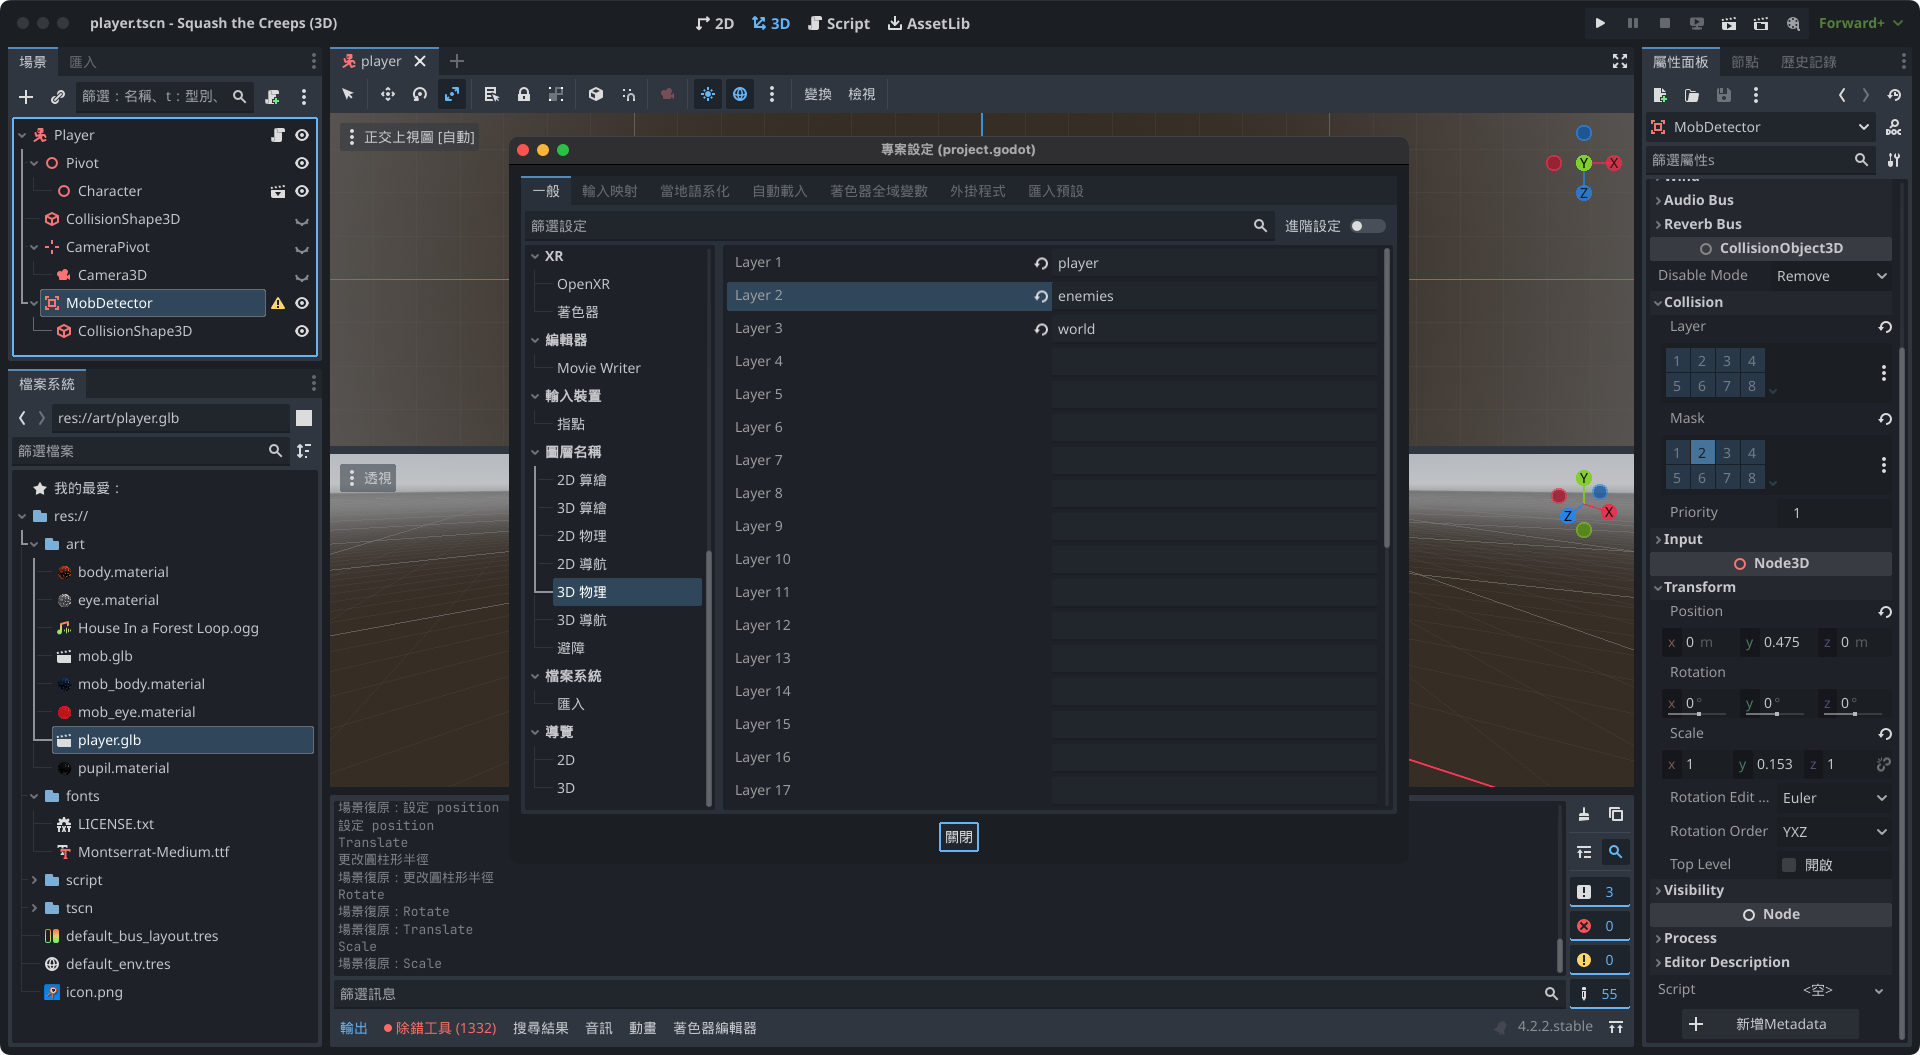 player.tscn - Squash the Creeps (3D)
2D
3D
Script
AssetLib
Forward+
場景
匯入
篩選：名稱、t：型別、
Player
Pivot
Character
CollisionShape3D
CameraPivot
Camera3D
MobDetector
CollisionShape3D
檔案系統
res://art/player.glb
篩選檔案
我的最愛：
res://
art
body.material
eye.material
House In a Forest Loop.ogg
mob.glb
mob_body.material
mob_eye.material
player.glb
pupil.material
fonts
LICENSE.txt
Montserrat-Medium.ttf
script
tscn
default_bus_layout.tres
default_env.tres
icon.png
player
變換
檢視
正交上視圖 [自動]
Y
X
Z
透視
Y
X
Z
專案設定 (project.godot)
一般
輸入映射
當地語系化
自動載入
著色器全域變數
外掛程式
匯入預設
篩選設定
進階設定
XR
OpenXR
著色器
編輯器
Movie Writer
輸入裝置
指點
圖層名稱
2D 算繪
3D 算繪
2D 物理
2D 導航
3D 物理
3D 導航
避障
檔案系統
匯入
導覽
2D
3D
Layer 1 player
Layer 2 enemies
Layer 3 world
Layer 4
Layer 5
Layer 6
Layer 7
Layer 8
Layer 9
Layer 10
Layer 11
Layer 12
Layer 13
Layer 14
Layer 15
Layer 16
Layer 17
關閉
場景復原：設定 position
設定 position
Translate
更改圓柱形半徑
場景復原：更改圓柱形半徑
Rotate
場景復原：Rotate
場景復原：Translate
Scale
場景復原：Scale
篩選訊息
3
0
0
55
輸出
除錯工具 (1332)
搜尋結果
音訊
動畫
著色器編輯器
4.2.2.stable
屬性面板
節點
歷史記錄
MobDetector
篩選屬性s
Wind
Audio Bus
Reverb Bus
CollisionObject3D
Disable Mode Remove
Collision
Layer
1 2 3 4
5 6 7 8
Mask
1 2 3 4
5 6 7 8
Priority 1
Input
Node3D
Transform
Position
x 0 m y 0.475 z 0 m
Rotation
x 0° y 0° z 0°
Scale
x 1 y 0.153 z 1
Rotation Edit ... Euler
Rotation Order YXZ
Top Level 開啟
Visibility
Node
Process
Editor Description
Script <空>
新增Metadata